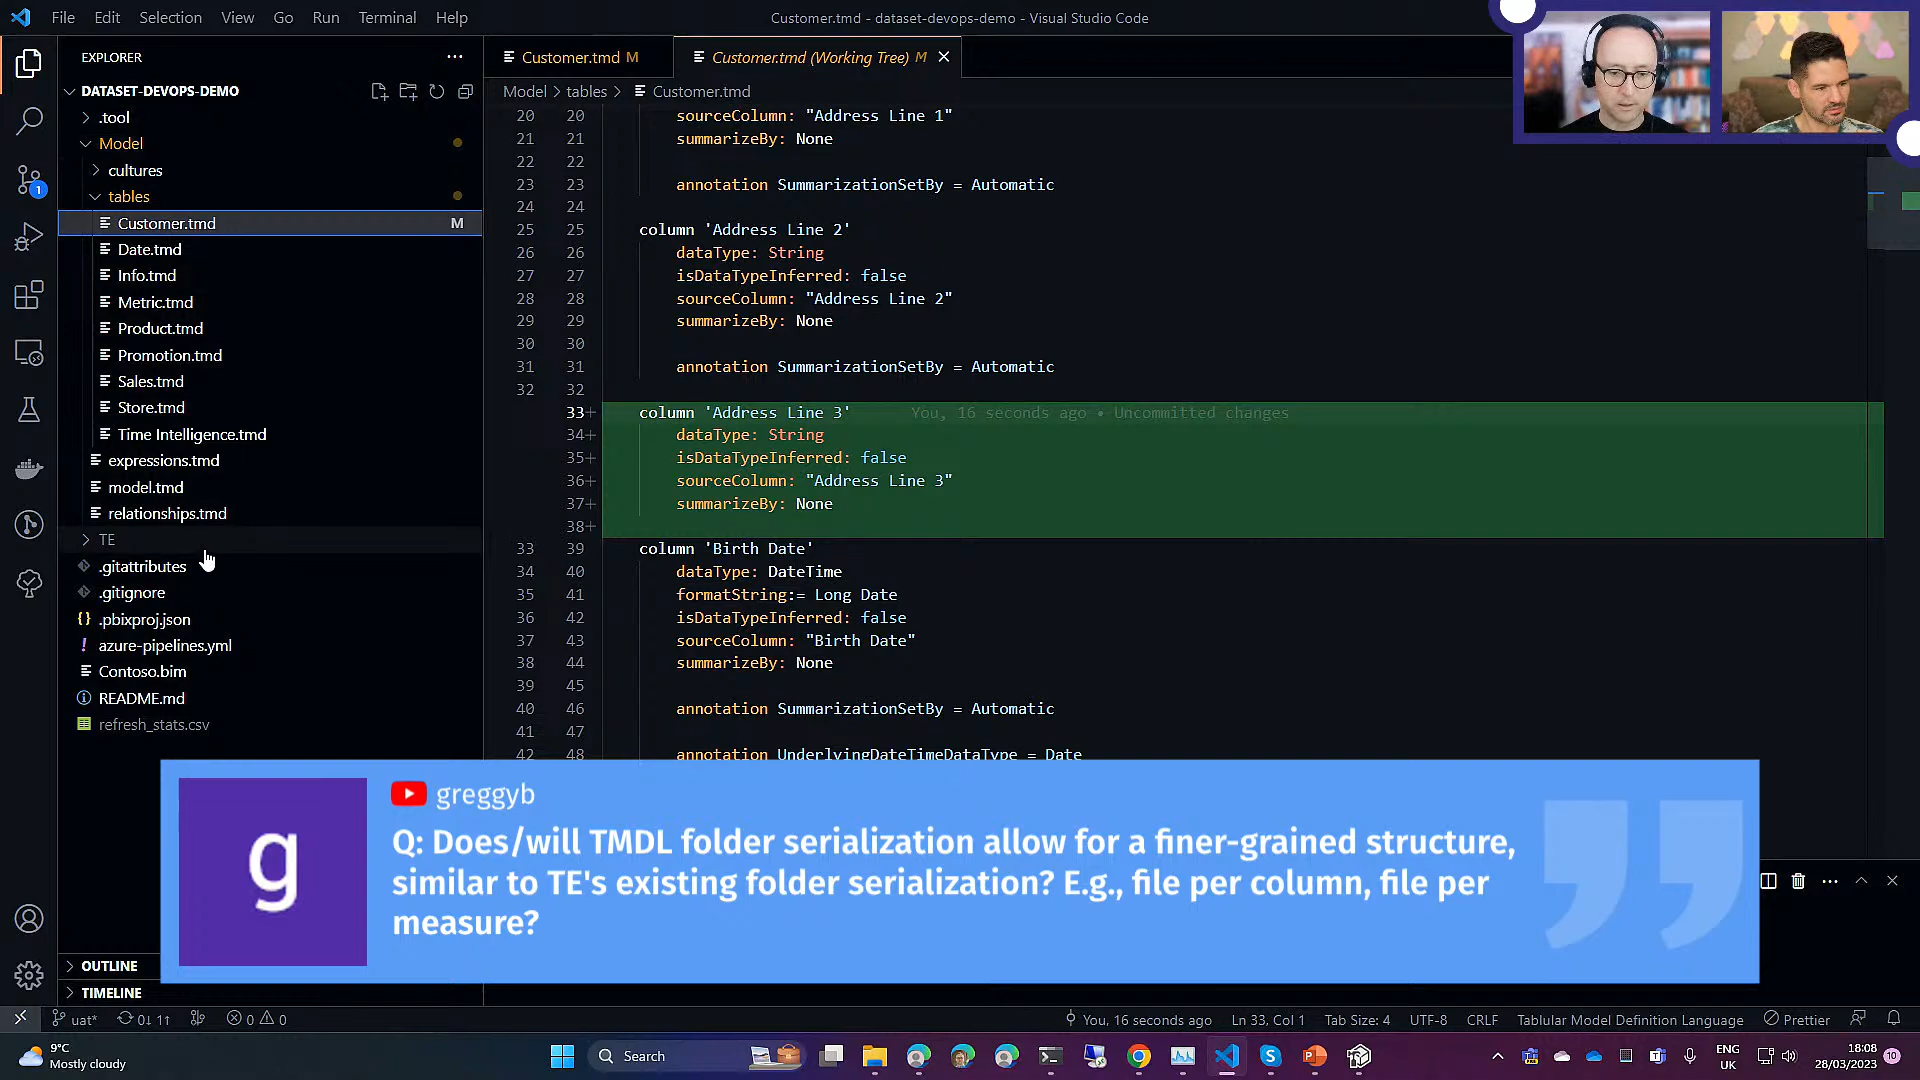 File Edit Selection View Go Run Terminal Help
Customer.tmd - dataset-devops-demo - Visual Studio Code
EXPLORER
DATASET-DEVOPS-DEMO
.tool
Model
cultures
tables
Customer.tmd M
Date.tmd
Info.tmd
Metric.tmd
Product.tmd
Promotion.tmd
Sales.tmd
Store.tmd
Time Intelligence.tmd
expressions.tmd
model.tmd
relationships.tmd
TE
.gitattributes
.gitignore
.pbixproj.json
azure-pipelines.yml
Contoso.bim
README.md
refresh_stats.csv
OUTLINE
TIMELINE
1
Customer.tmd M
Customer.tmd (Working Tree) M
Model > tables > Customer.tmd
20 20 sourceColumn: "Address Line 1"
21 21 summarizeBy: None
22 22
23 23 annotation SummarizationSetBy = Automatic
24 24
25 25 column 'Address Line 2'
26 26 dataType: String
27 27 isDataTypeInferred: false
28 28 sourceColumn: "Address Line 2"
29 29 summarizeBy: None
30 30
31 31 annotation SummarizationSetBy = Automatic
32 32
33+ column 'Address Line 3' You, 16 seconds ago • Uncommitted changes
34+ dataType: String
35+ isDataTypeInferred: false
36+ sourceColumn: "Address Line 3"
37+ summarizeBy: None
38+
33 39 column 'Birth Date'
34 40 dataType: DateTime
35 41 formatString:= Long Date
36 42 isDataTypeInferred: false
37 43 sourceColumn: "Birth Date"
38 44 summarizeBy: None
39 45
40 46 annotation SummarizationSetBy = Automatic
41 47
42 48 annotation UnderlyingDateTimeDataType = Date
g
greggyb
Q: Does/will TMDL folder serialization allow for a finer-grained structure,
similar to TE's existing folder serialization? E.g., file per column, file per
measure?
uat* 0↓ 1↑ 0 0
You, 16 seconds ago Ln 33, Col 1 Tab Size: 4 UTF-8 CRLF Tablular Model Definition Language Prettier
9°C
Mostly cloudy
Search
ENG
UK
18:08
28/03/2023
10